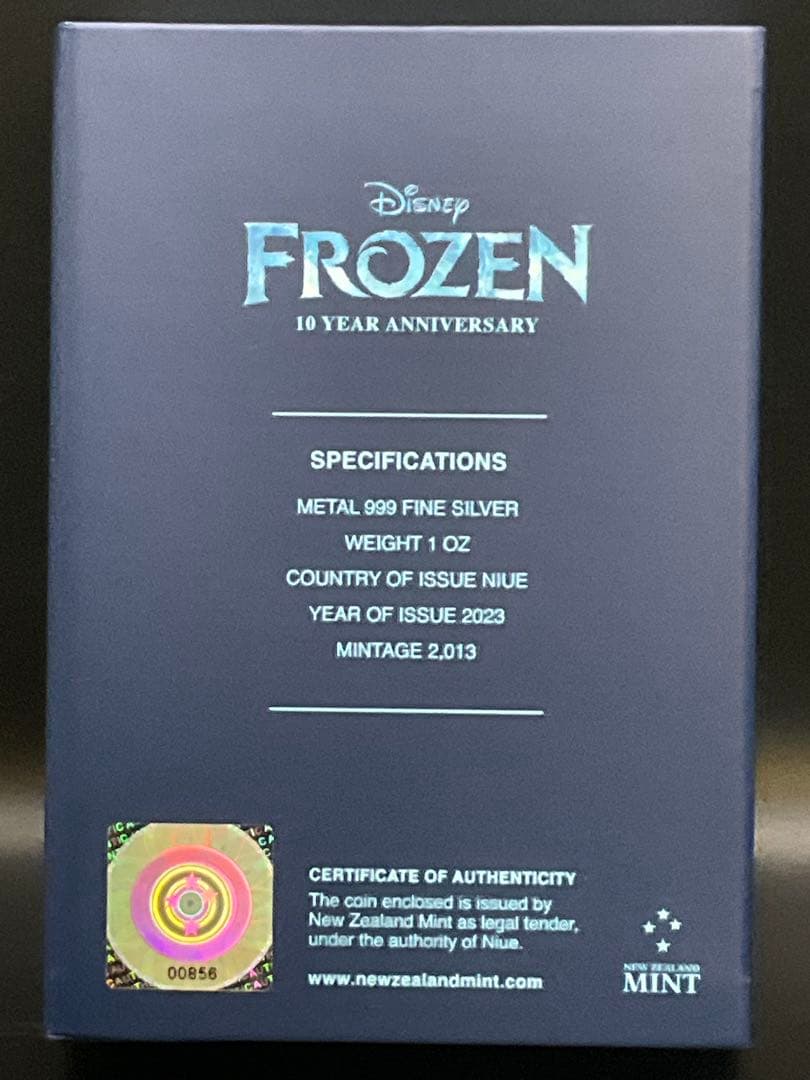 Disney
FROZEN
10 YEAR ANNIVERSARY
SPECIFICATIONS
METAL 999 FINE SILVER
WEIGHT 1 OZ
COUNTRY OF ISSUE NIUE
YEAR OF ISSUE 2023
MINTAGE 2,013
00856
CERTIFICATE OF AUTHENTICITY
The coin enclosed is issued by
New Zealand Mint as legal tender,
under the authority of Niue.
www.newzealandmint.com
NEW ZEALAND
MINT